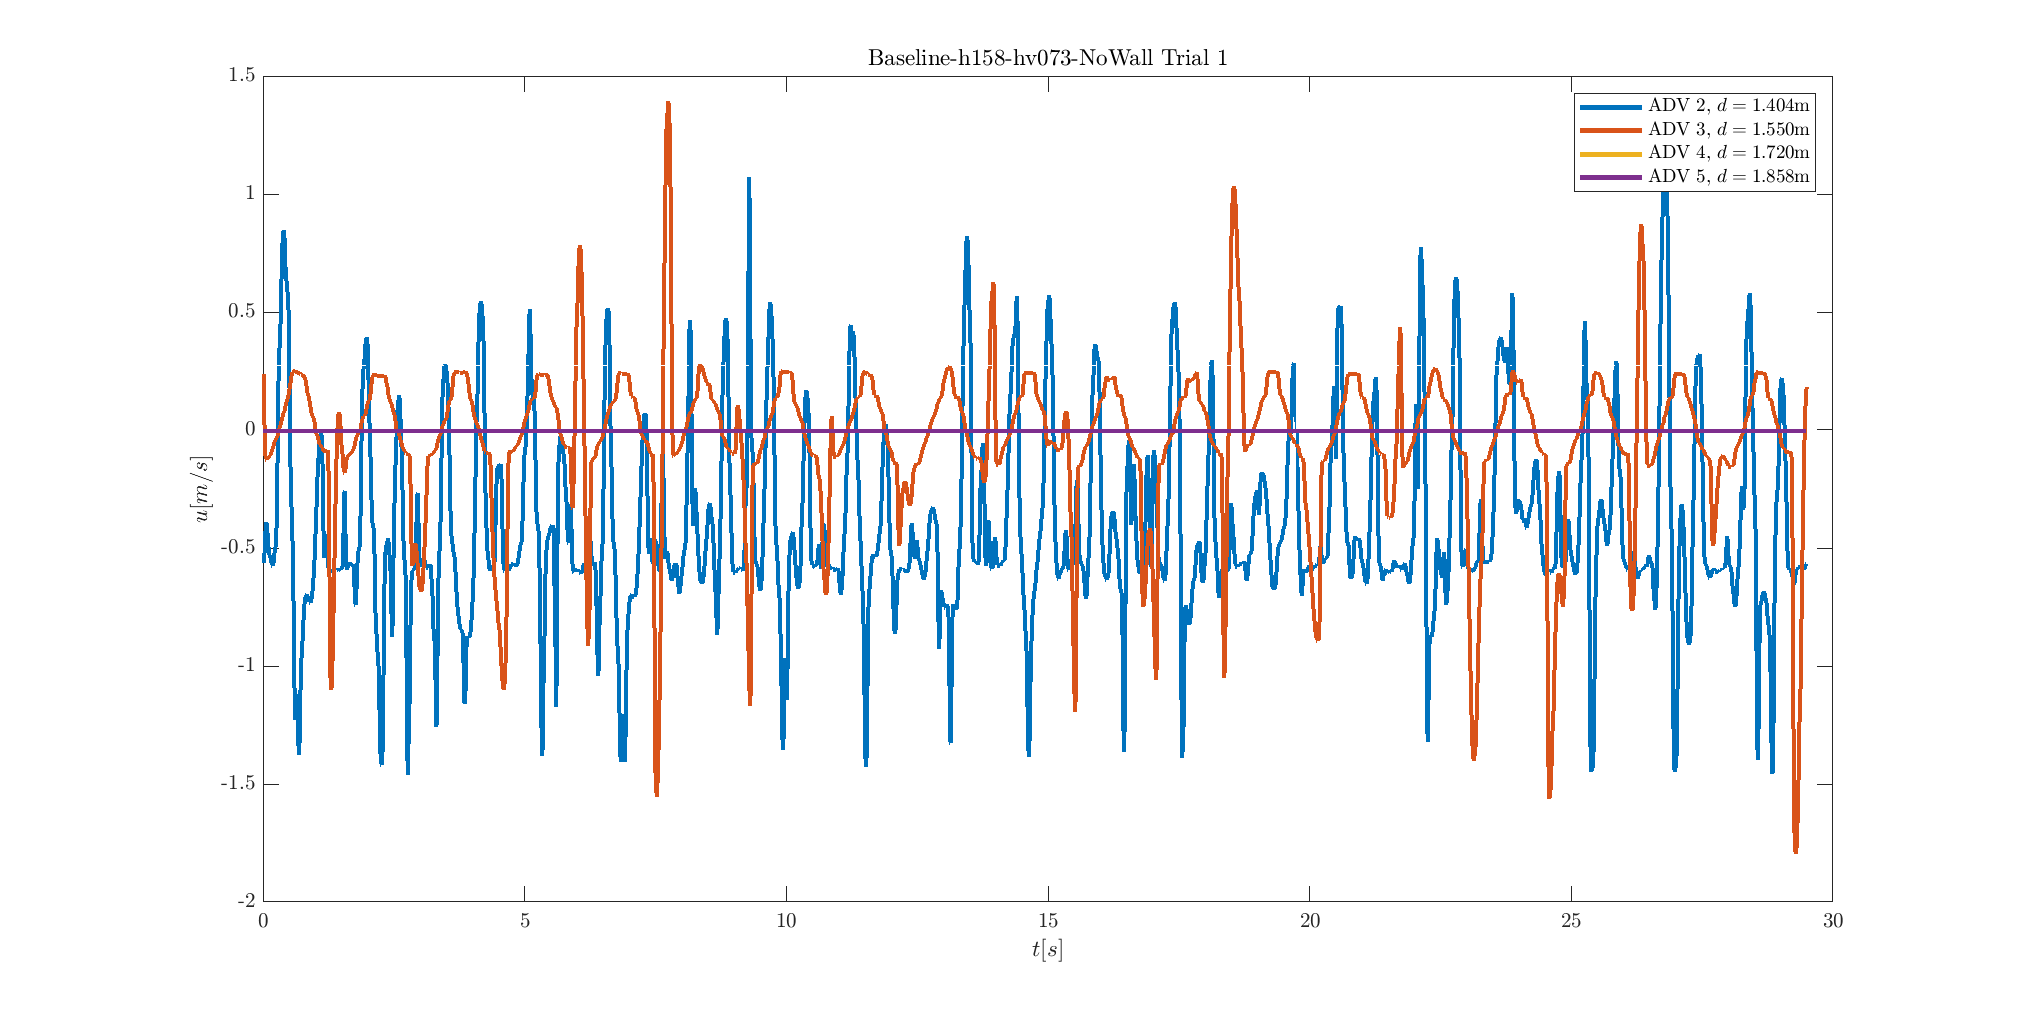 Baseline-h158-hv073-NoWall Trial 1
1.5
1
0.5
0
-0.5
-1
-1.5
-2
u[m/s]
ADV 2, d = 1.404m
ADV 3, d = 1.550m
ADV 4, d = 1.720m
ADV 5, d = 1.858m
0 5 10 15 20 25 30
t[s]